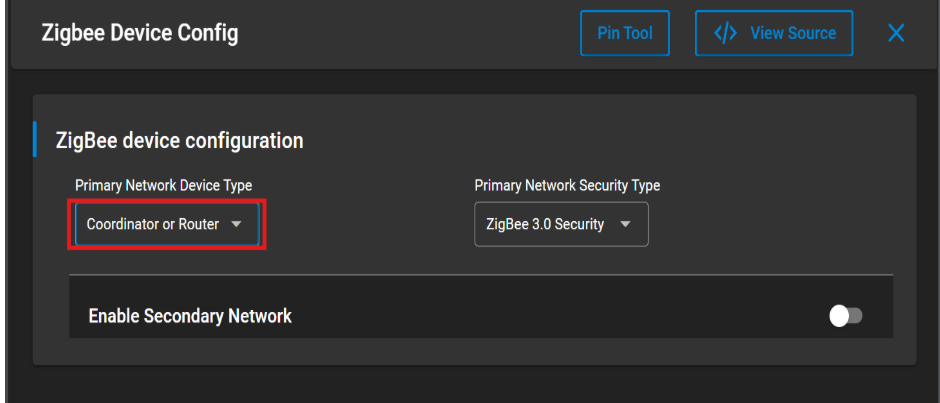 Zigbee Device Config
Pin Tool
</> View Source
ZigBee device configuration
Primary Network Device Type
Primary Network Security Type
Coordinator or Router
ZigBee 3.0 Security
Enable Secondary Network